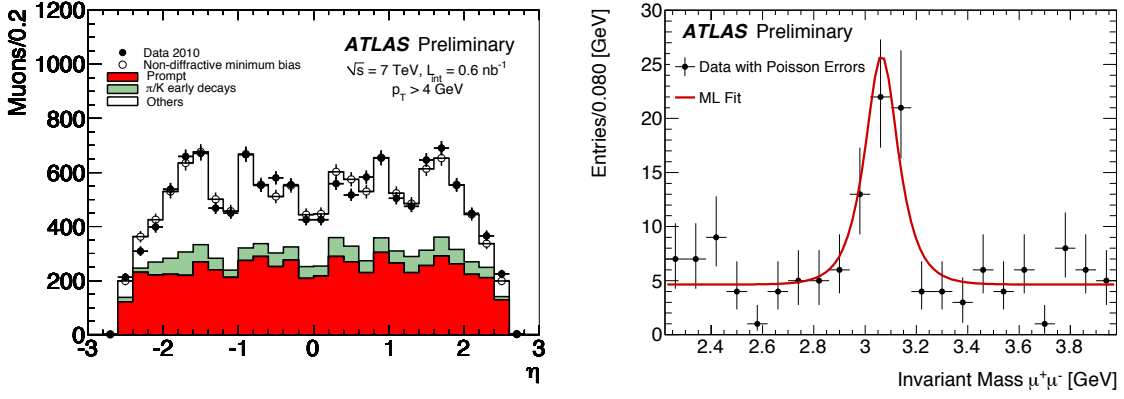 ATLAS Preliminary
√s = 7 TeV, L_int = 0.6 nb⁻¹
p_T > 4 GeV
Data 2010
Non-diffractive minimum bias
Prompt
π/K early decays
Others
Muons/0.2
1200
1000
800
600
400
200
0
-3 -2 -1 0 1 2 3
η
ATLAS Preliminary
Data with Poisson Errors
ML Fit
Entries/0.080 [GeV]
30
25
20
15
10
5
0
2.4 2.6 2.8 3 3.2 3.4 3.6 3.8
Invariant Mass μ⁺μ⁻ [GeV]